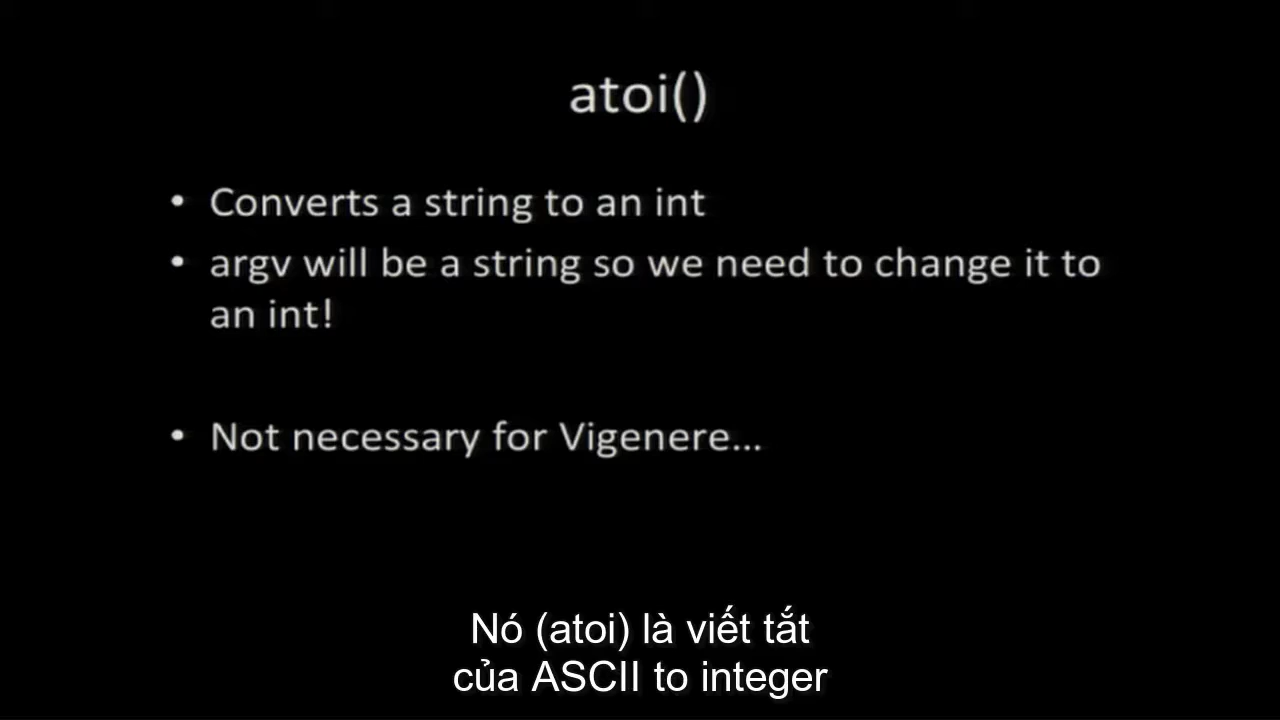 atoi()
• Converts a string to an int
• argv will be a string so we need to change it to
an int!
• Not necessary for Vigenere...
Nó (atoi) là viết tắt
của ASCII to integer